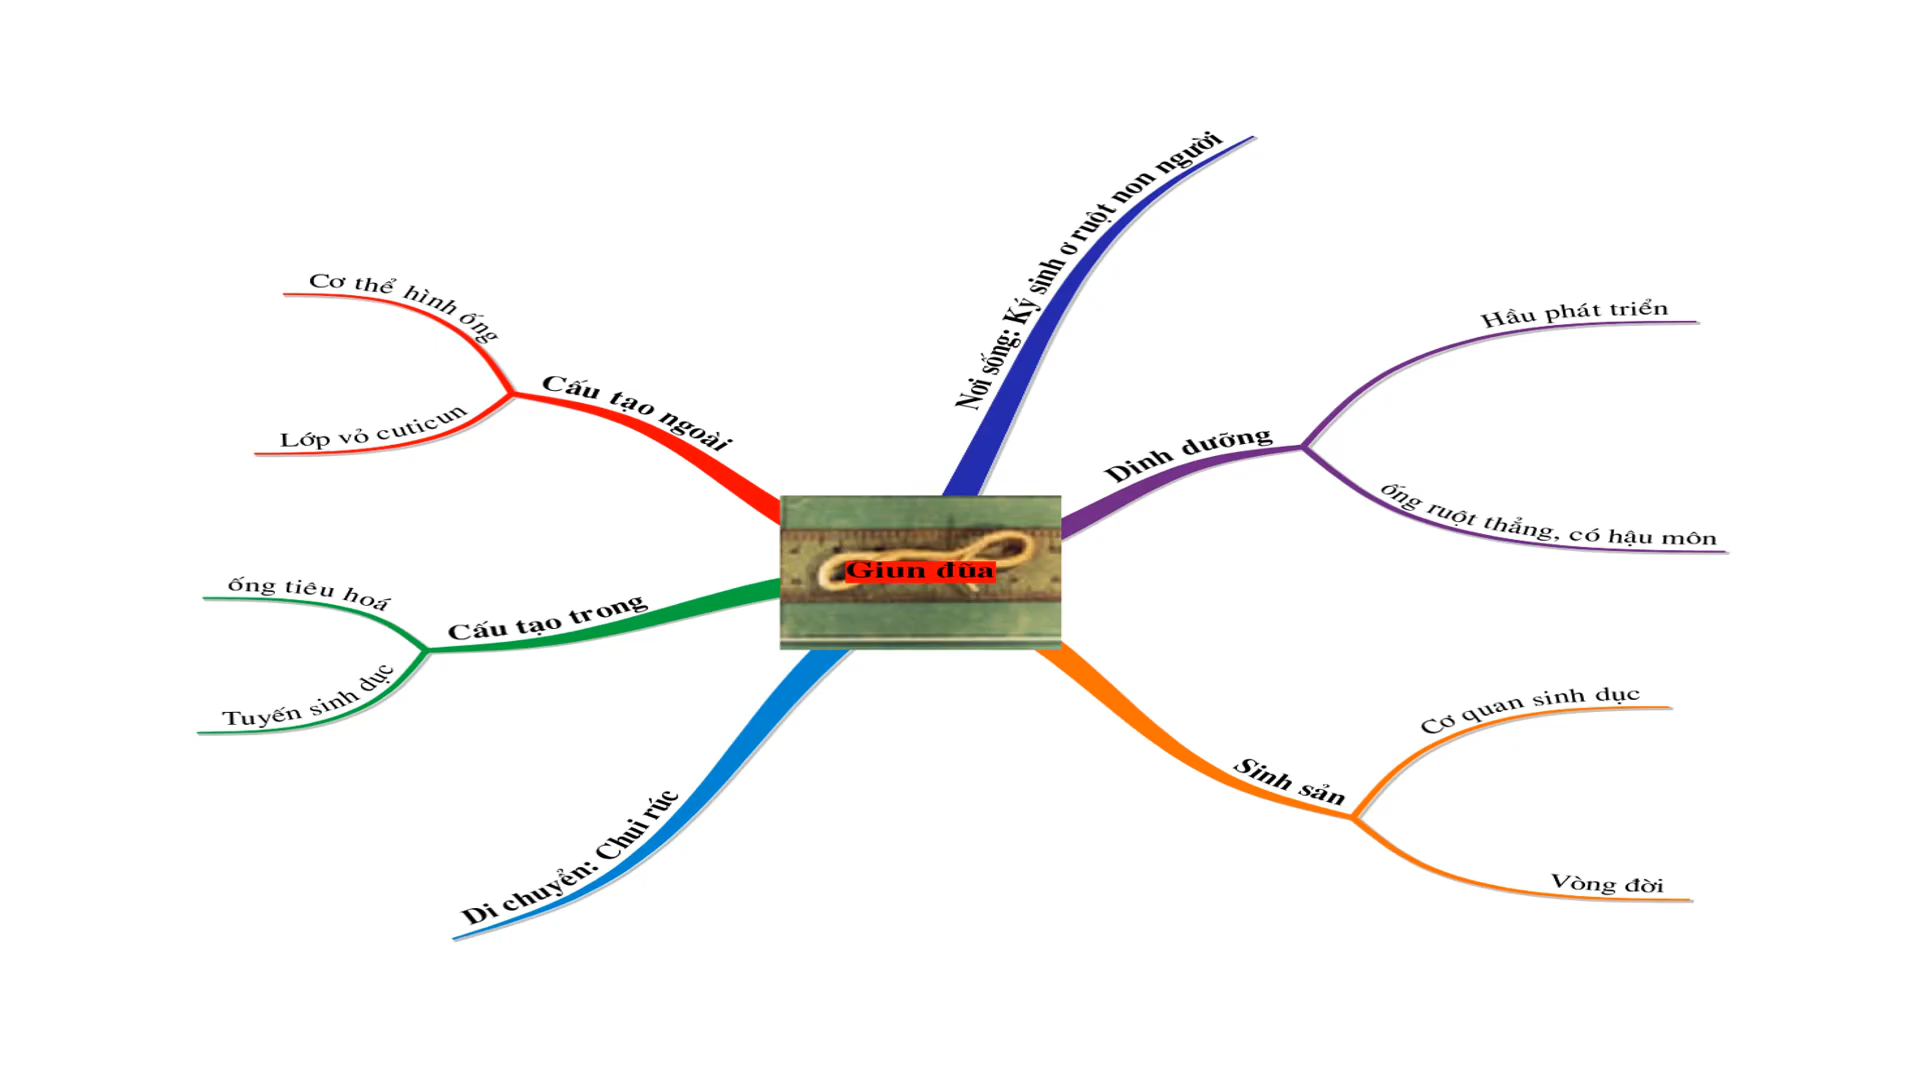 Giun đũa
Nơi sống: Ký sinh ơ ruột non người
Dinh dưỡng
Hầu phát triển
ống ruột thẳng, có hậu môn
Sinh sản
Cơ quan sinh dục
Vòng đời
Di chuyển: Chui rúc
Cấu tạo trong
ống tiêu hoá
Tuyến sinh dục
Cấu tạo ngoài
Cơ thể hình ống
Lớp vỏ cuticun